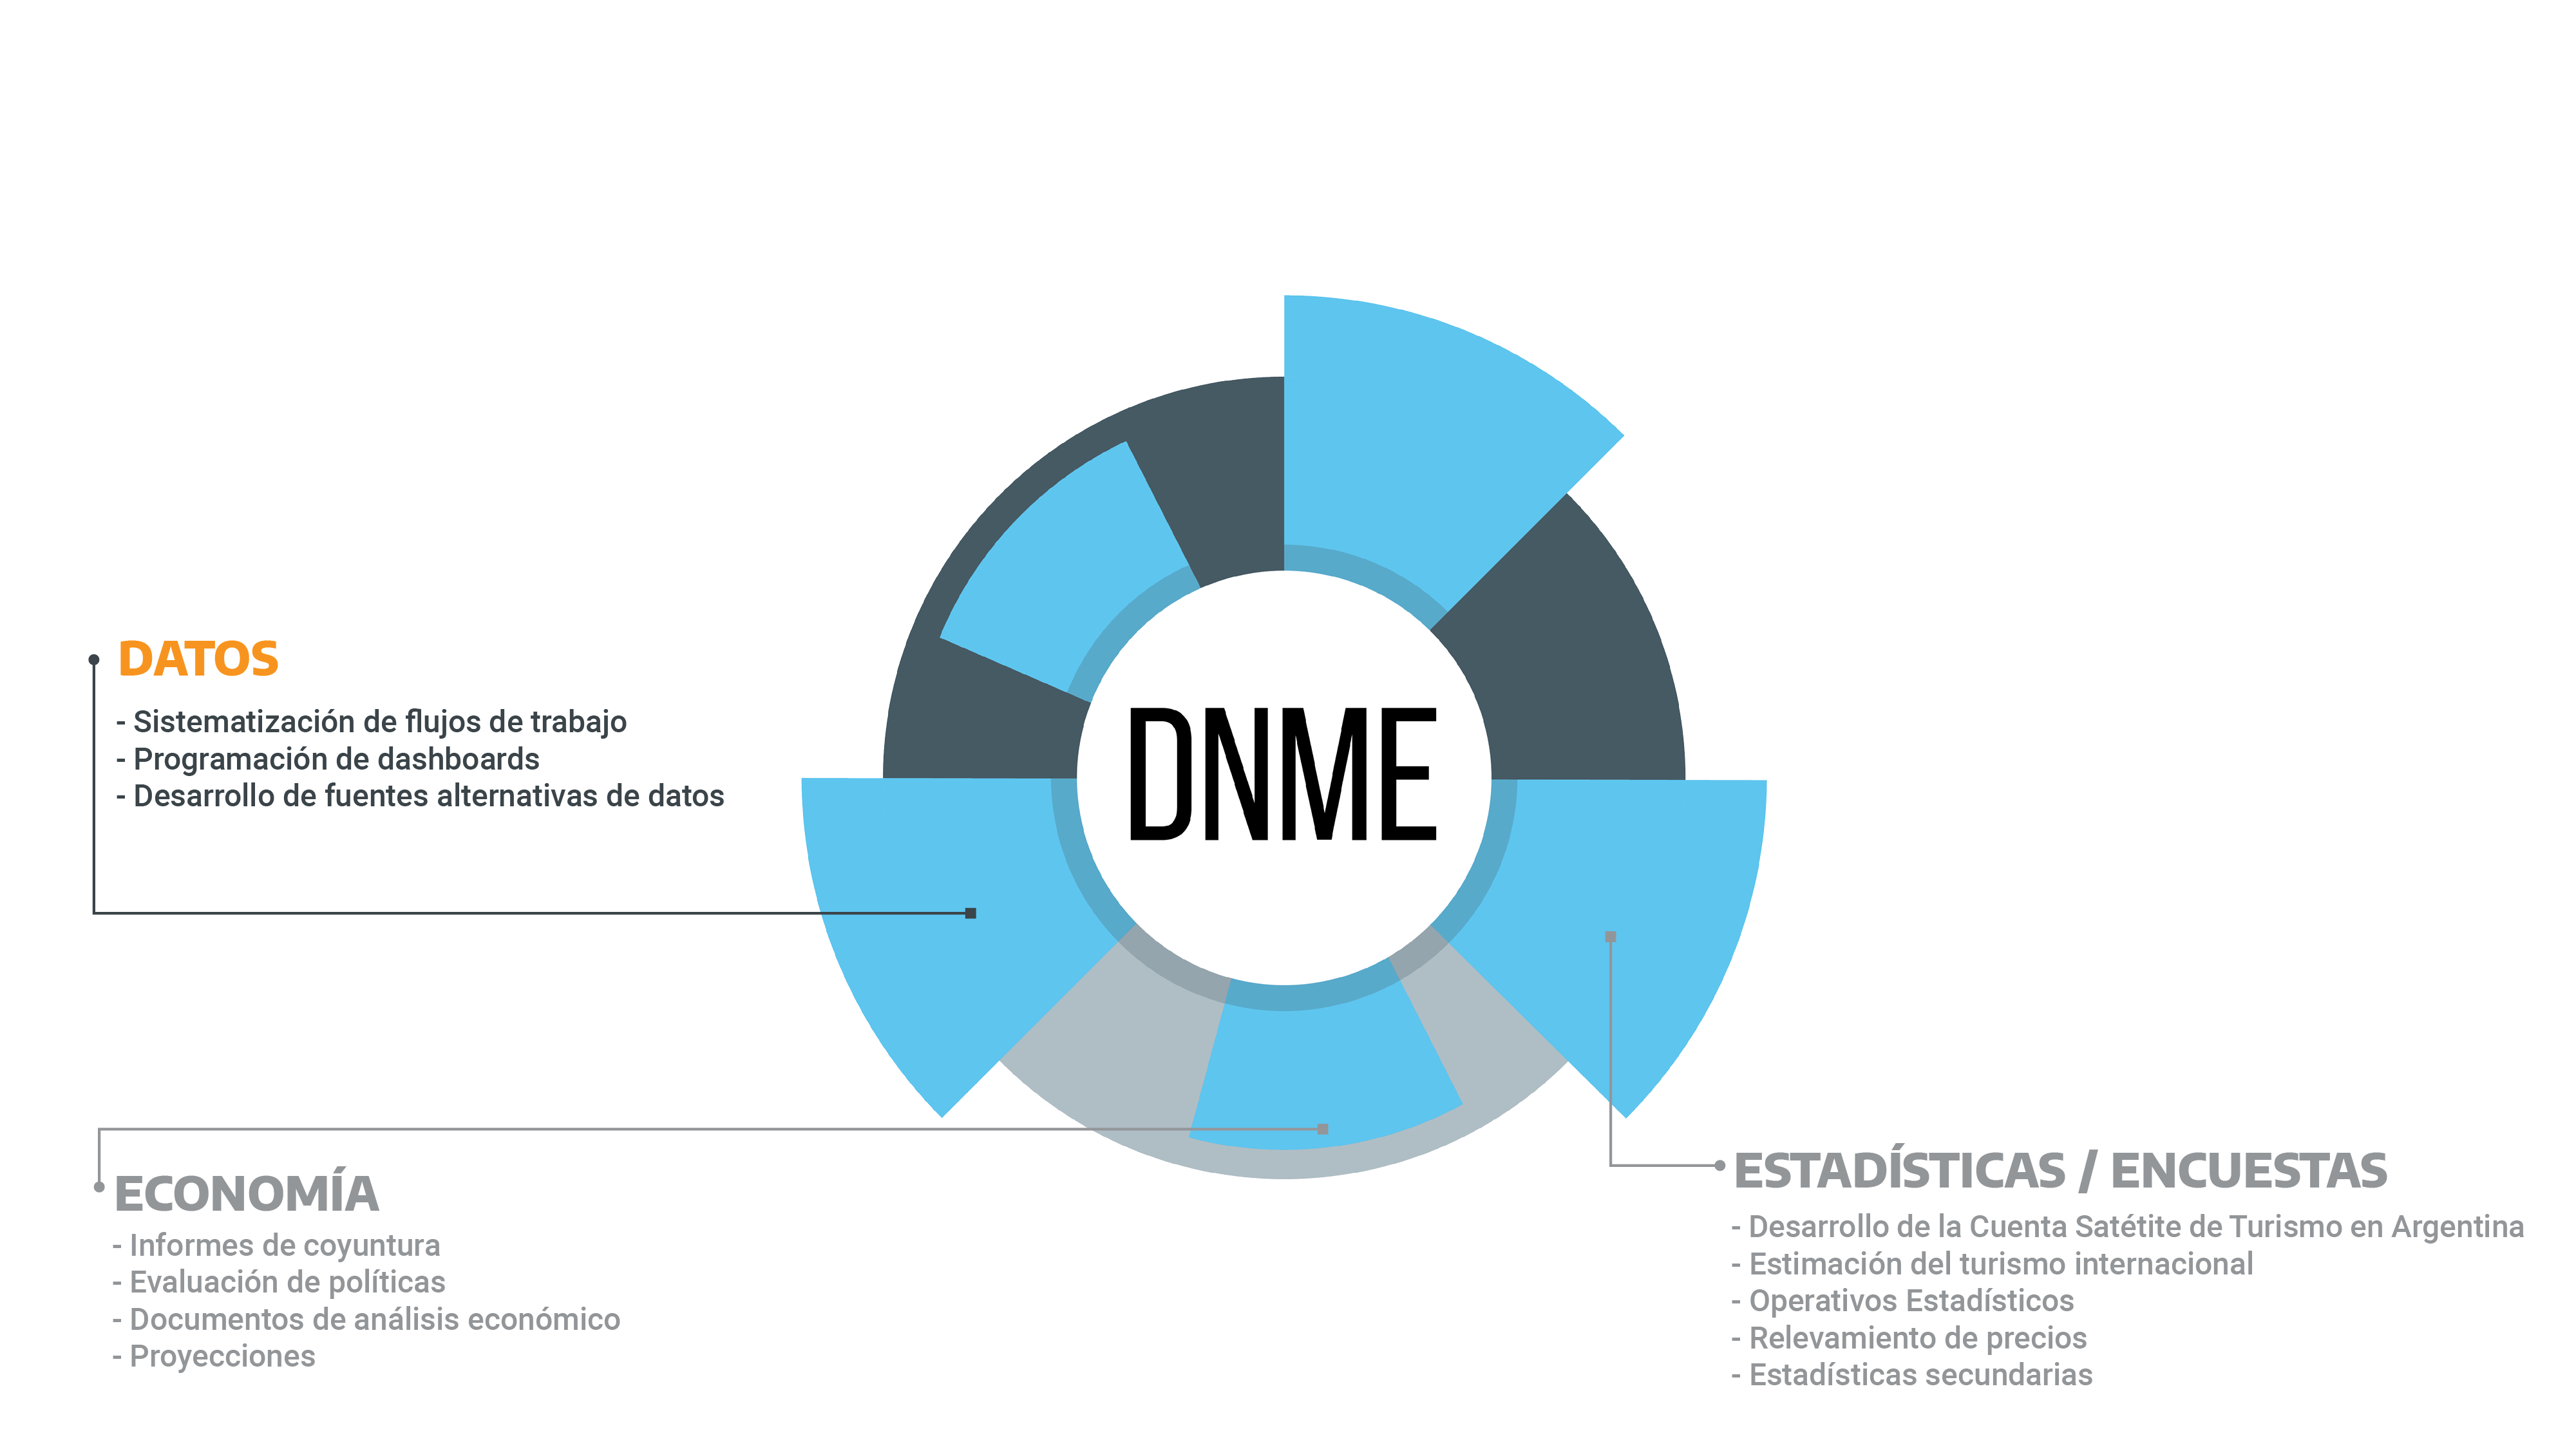 DNME
DATOS
- Sistematización de flujos de trabajo
- Programación de dashboards
- Desarrollo de fuentes alternativas de datos
ECONOMÍA
- Informes de coyuntura
- Evaluación de políticas
- Documentos de análisis económico
- Proyecciones
ESTADÍSTICAS / ENCUESTAS
- Desarrollo de la Cuenta Satétite de Turismo en Argentina
- Estimación del turismo internacional
- Operativos Estadísticos
- Relevamiento de precios
- Estadísticas secundarias